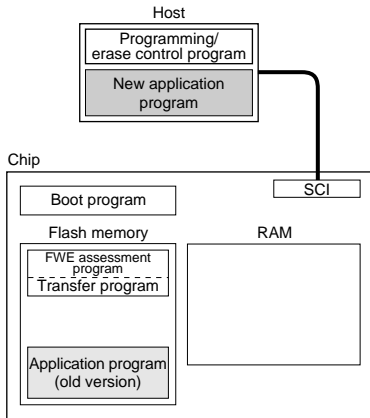 Host
Programming/
erase control program
New application
program
Chip
SCI
Boot program
Flash memory
RAM
FWE assessment
program
Transfer program
Application program
(old version)